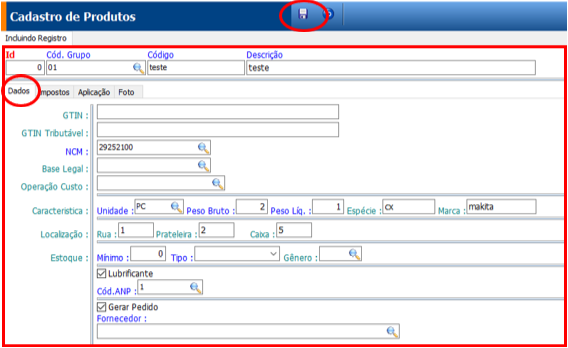 Cadastro de Produtos
Incluindo Registro
Id Cód. Grupo Código Descrição
0 01 teste teste
Dados Impostos Aplicação Foto
GTIN :
GTIN Tributável :
NCM : 29252100
Base Legal :
Operação Custo :
Caracteristica : Unidade : PC Peso Bruto : 2 Peso Líq. : 1 Espécie : CX Marca : makita
Localização : Rua : 1 Prateleira : 2 Caixa : 5
Estoque : Mínimo : 0 Tipo : Gênero :
Lubrificante
Cód.ANP : 1
Gerar Pedido
Fornecedor :